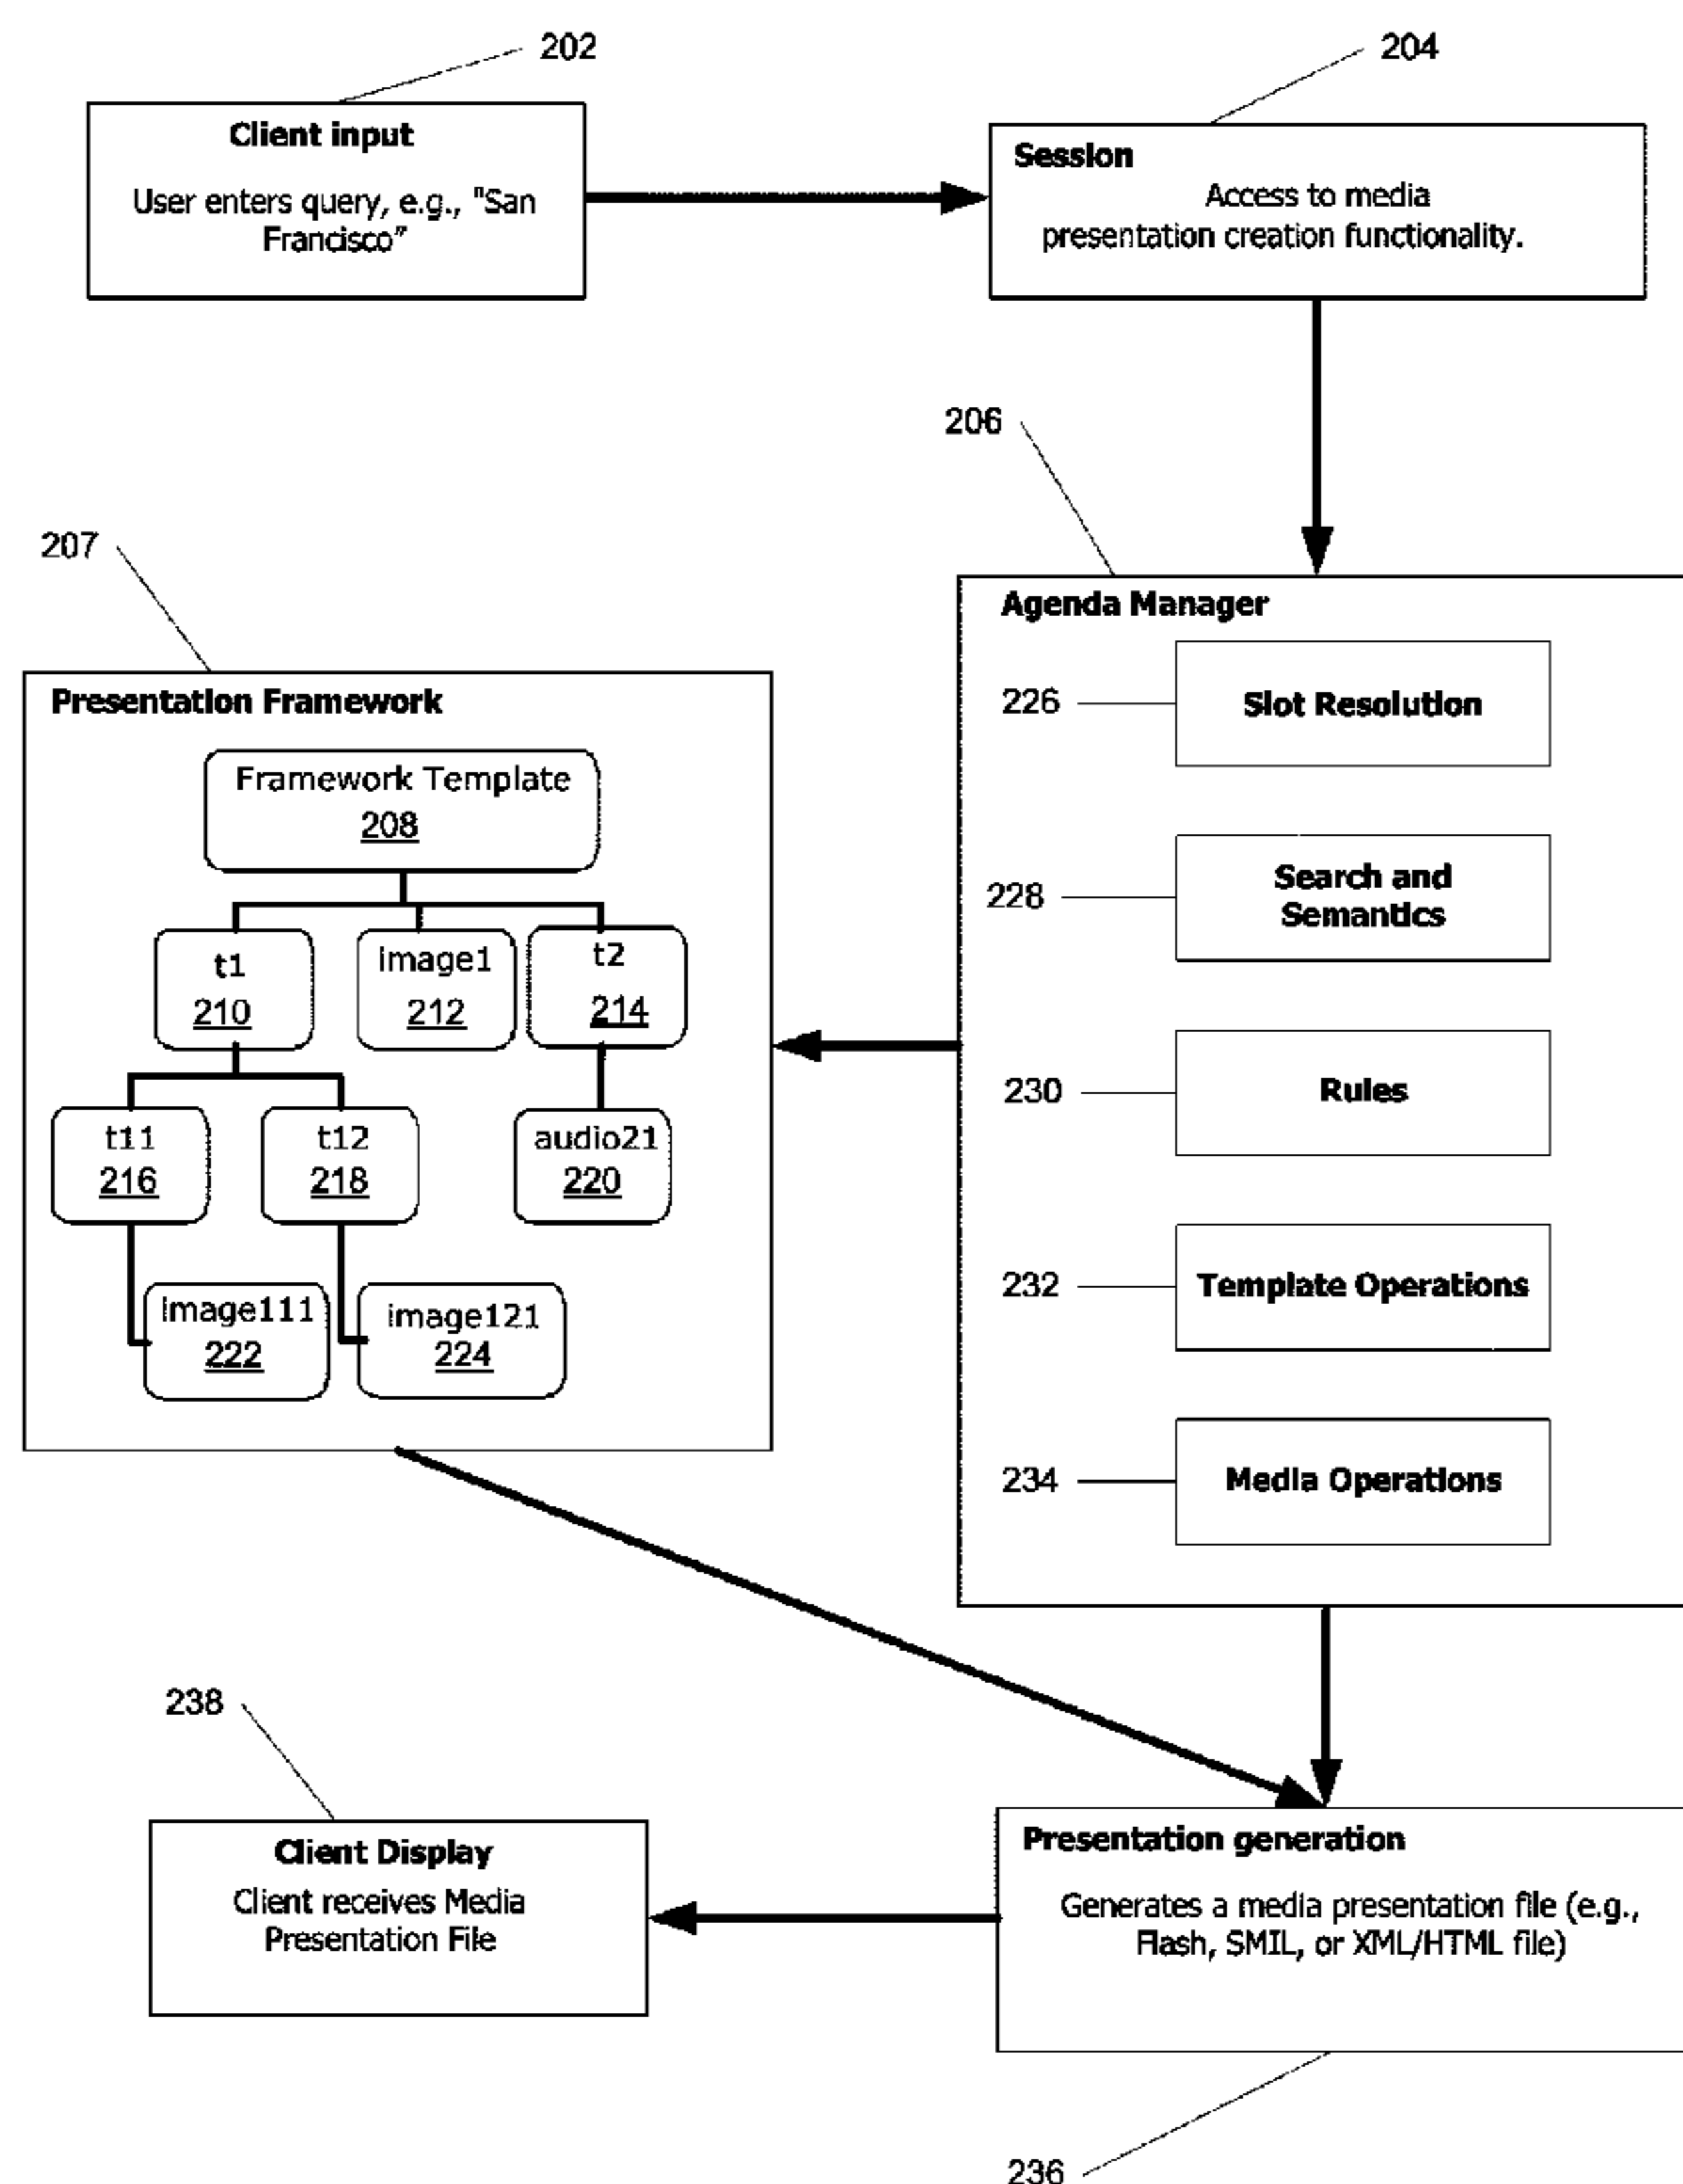 202
204
Client input
User enters query, e.g., "San
Francisco"
Session
Access to media
presentation creation functionality.
206
207
Agenda Manager
226
Slot Resolution
228
Search and
Semantics
230
Rules
232
Template Operations
234
Media Operations
Presentation Framework
Framework Template
208
t1
210
image1
212
t2
214
t11
216
t12
218
audio21
220
image111
222
image121
224
238
Client Display
Client receives Media
Presentation File
Presentation generation
Generates a media presentation file (e.g.,
Flash, SMIL, or XML/HTML file)
236